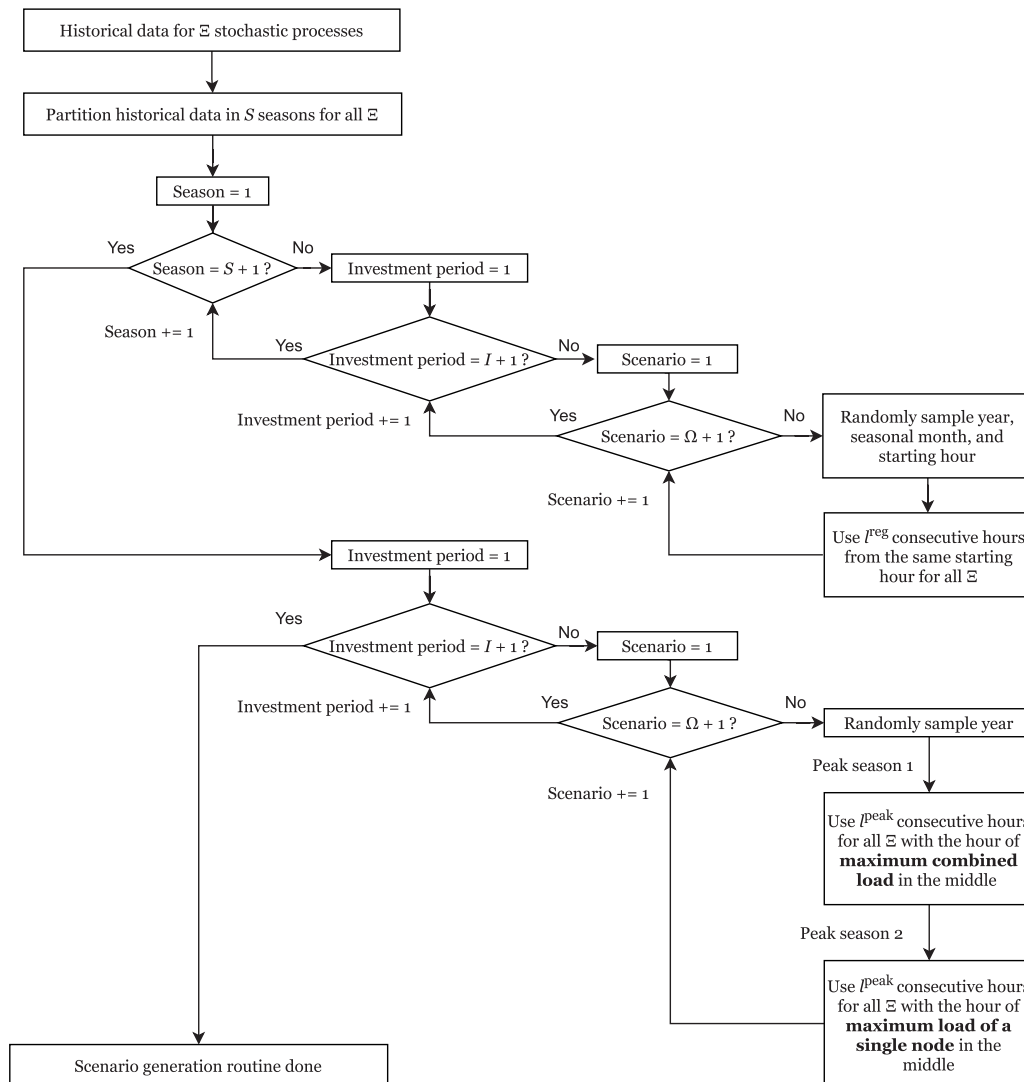 Historical data for Ξ stochastic processes
Partition historical data in S seasons for all Ξ
Season = 1
Yes
No
Season = S + 1 ?
Investment period = 1
Season += 1
Yes
No
Investment period = I + 1 ?
Scenario = 1
Investment period += 1
Yes
No
Scenario = Ω + 1 ?
Randomly sample year,
seasonal month, and
starting hour
Scenario += 1
Use l^reg consecutive hours
from the same starting
hour for all Ξ
Investment period = 1
Yes
No
Investment period = I + 1 ?
Scenario = 1
Investment period += 1
Yes
No
Scenario = Ω + 1 ?
Randomly sample year
Peak season 1
Scenario += 1
Use l^peak consecutive hours
for all Ξ with the hour of
maximum combined
load in the middle
Peak season 2
Use l^peak consecutive hours
for all Ξ with the hour of
maximum load of a
single node in the
middle
Scenario generation routine done